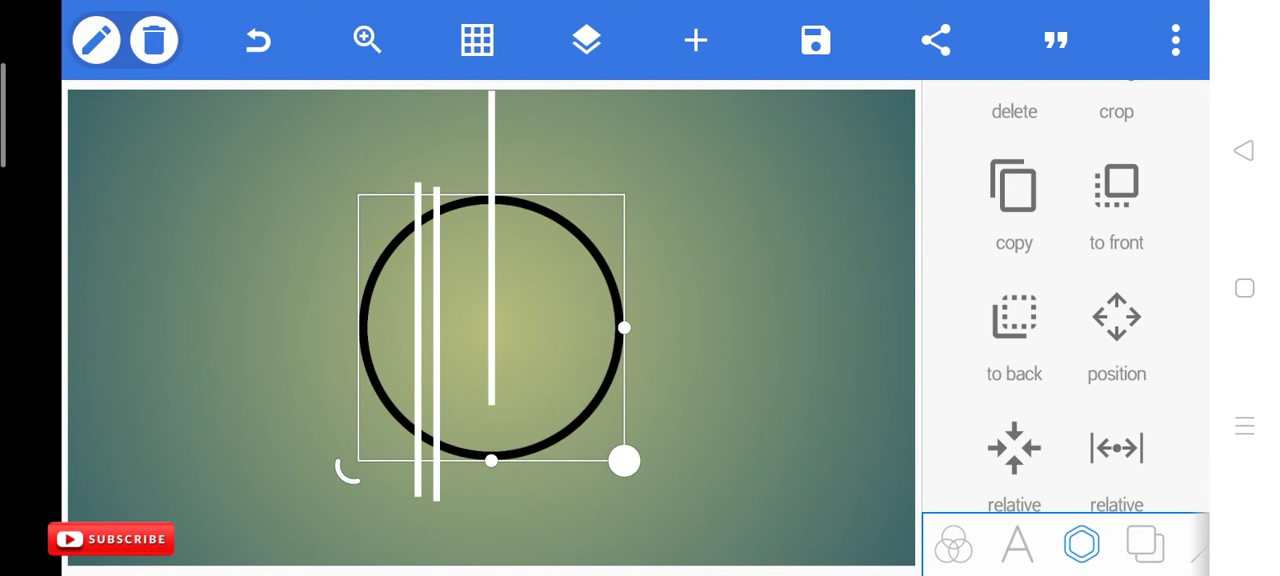 delete crop
copy to front
to back position
relative relative
SUBSCRIBE